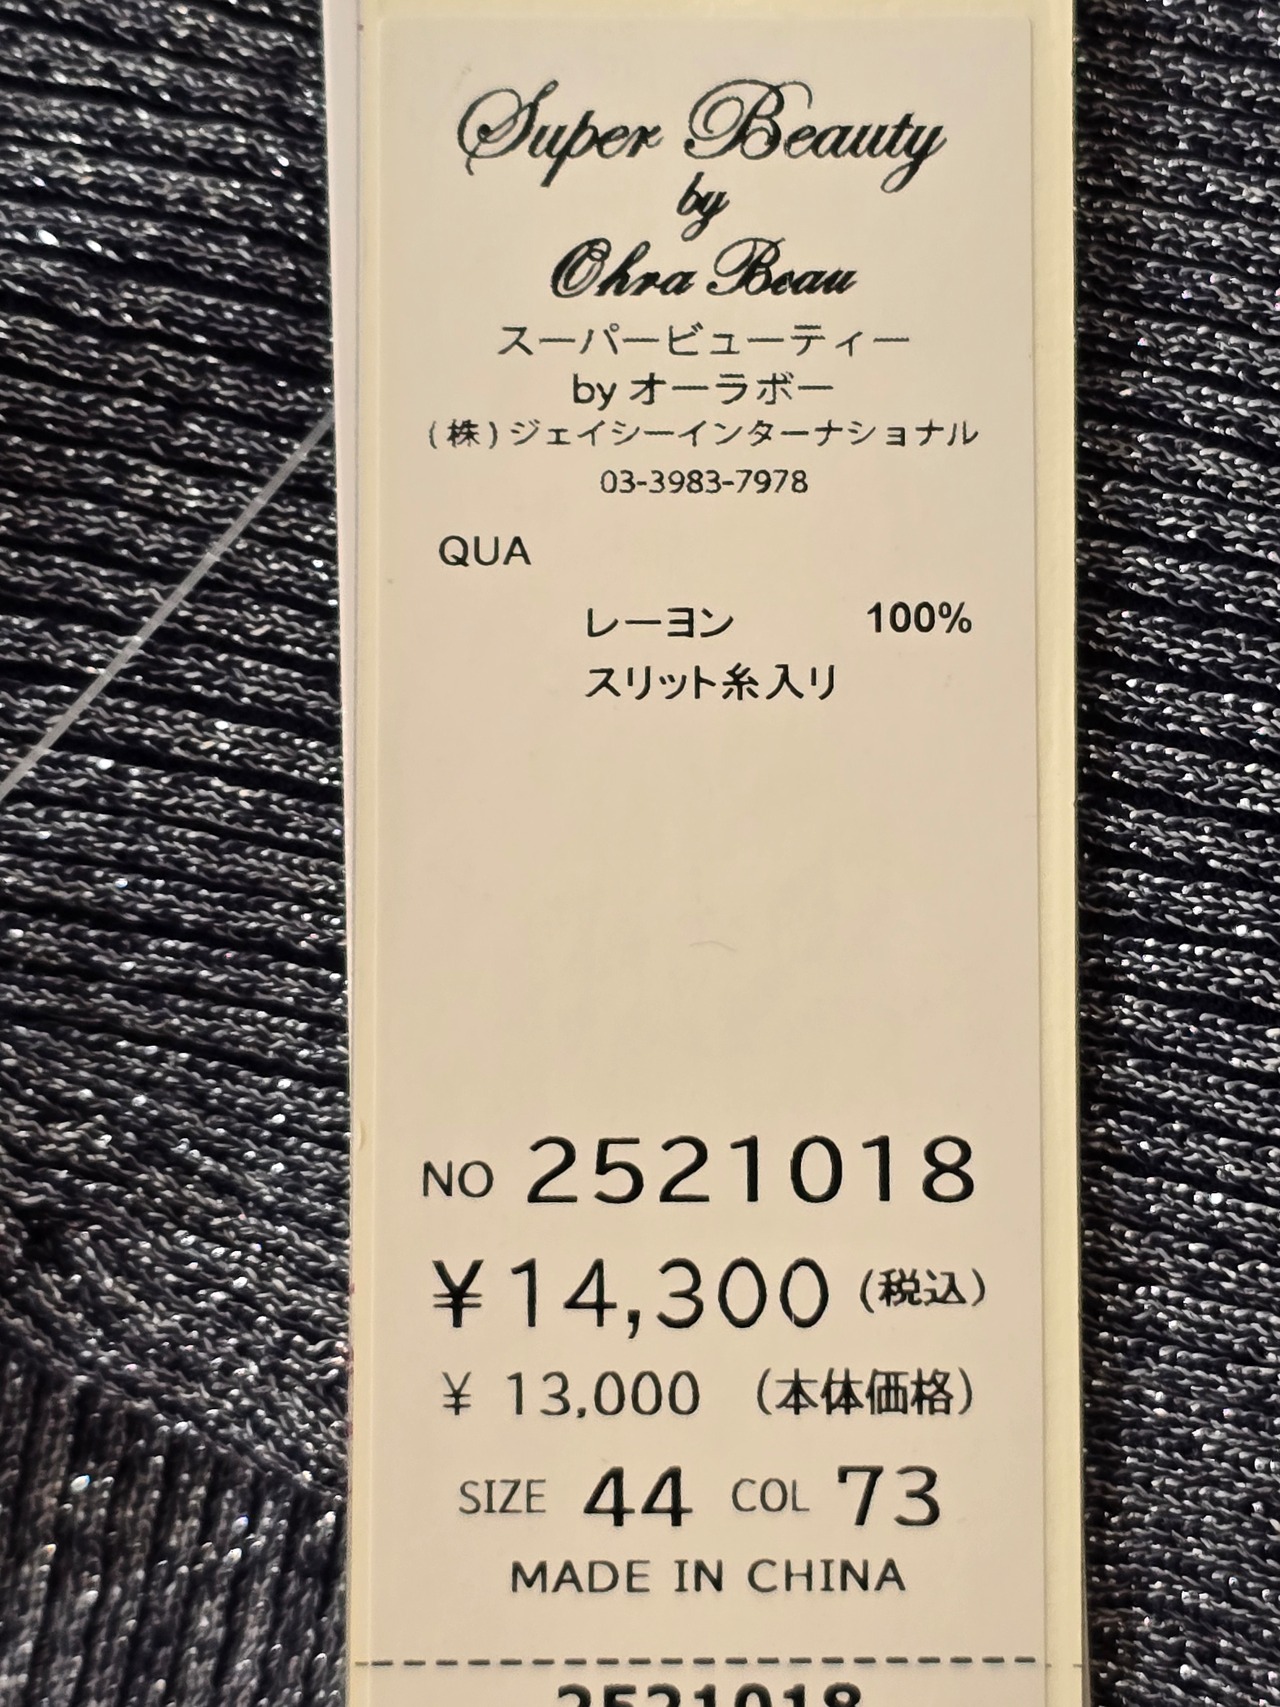 Super Beauty
by
Ohra Beau
スーパービューティー
by オーラボー
(株)ジェイシーインターナショナル
03-3983-7978
QUA
レーヨン 100%
スリット糸入り
NO 2521018
¥14,300 (税込)
¥ 13,000 (本体価格)
SIZE 44 COL 73
MADE IN CHINA
2521018